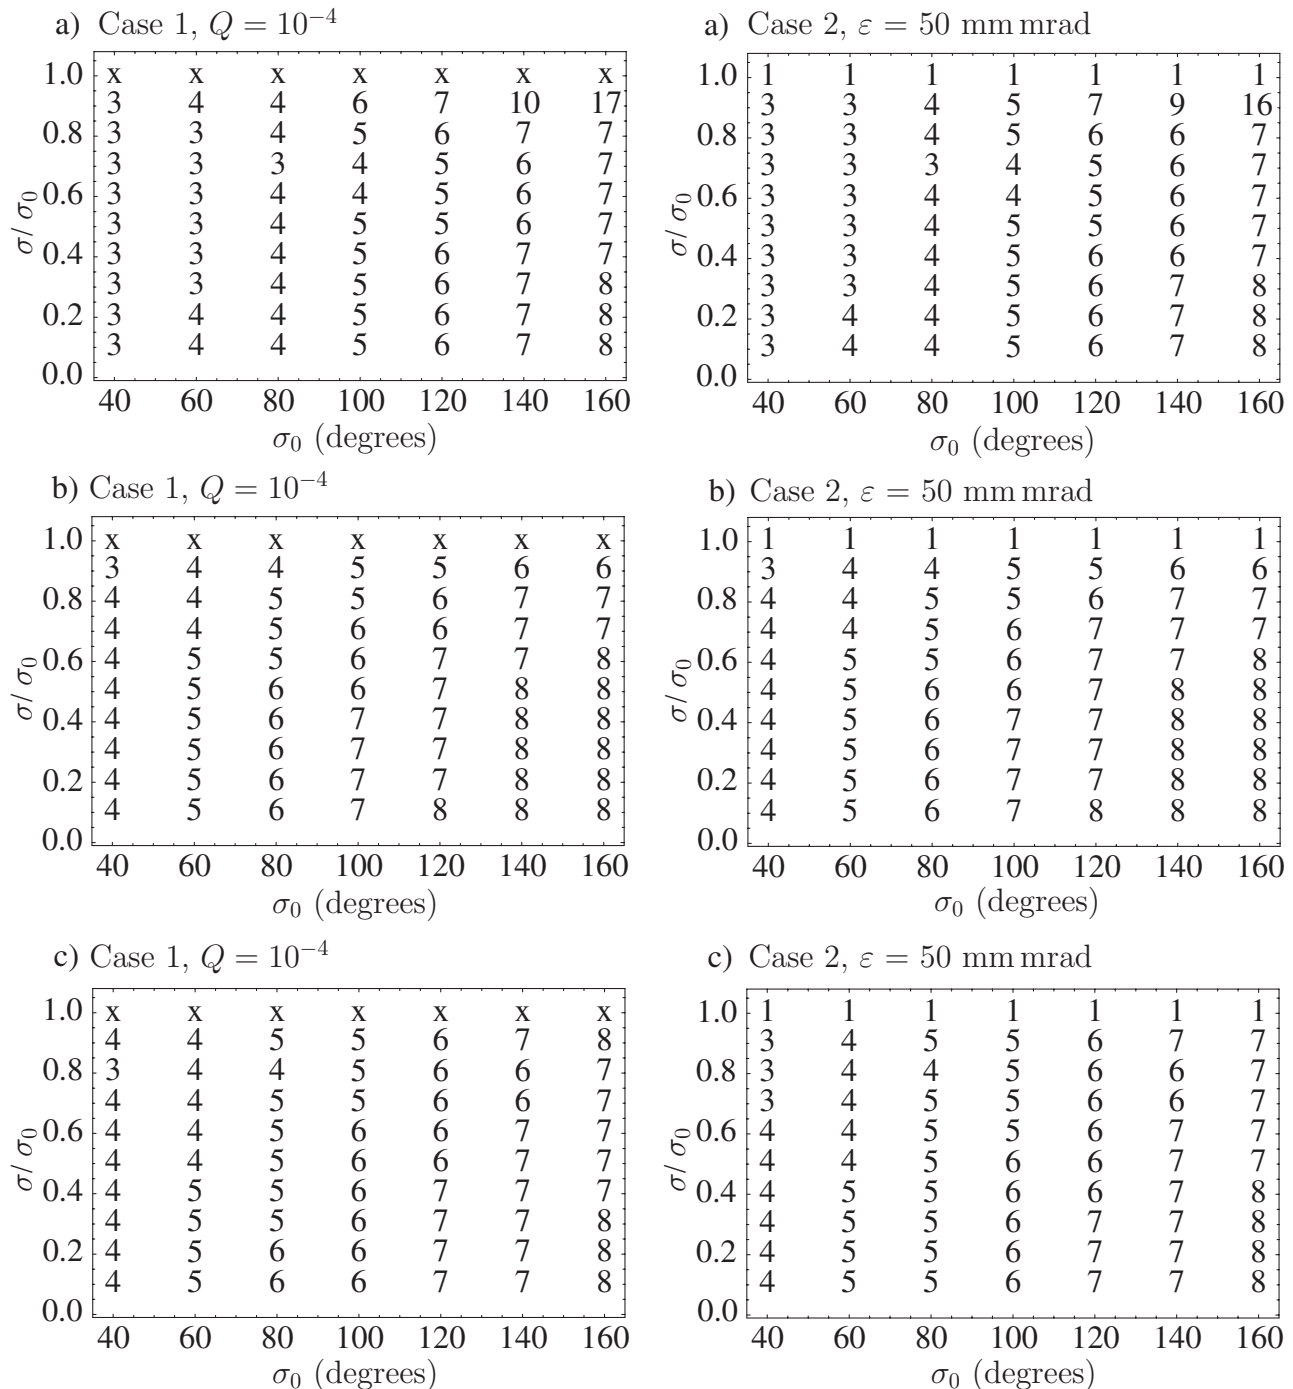 a) Case 1, Q = 10⁻⁴
1.0 x x x x x x x
3 4 4 6 7 10 17
0.8 3 3 4 5 6 7 7
3 3 3 4 5 6 7
0.6 3 3 4 4 5 6 7
3 3 4 5 5 6 7
0.4 3 3 4 5 6 7 7
3 3 4 5 6 7 8
0.2 3 4 4 5 6 7 8
3 4 4 5 6 7 8
0.0
σ/σ₀
40 60 80 100 120 140 160
σ₀ (degrees)
a) Case 2, ε = 50 mm mrad
1.0 1 1 1 1 1 1 1
3 3 4 5 7 9 16
0.8 3 3 4 5 6 6 7
3 3 3 4 5 6 7
0.6 3 3 4 4 5 6 7
3 3 4 5 5 6 7
0.4 3 3 4 5 6 6 7
3 3 4 5 6 7 8
0.2 3 4 4 5 6 7 8
3 4 4 5 6 7 8
0.0
σ/σ₀
40 60 80 100 120 140 160
σ₀ (degrees)
b) Case 1, Q = 10⁻⁴
1.0 x x x x x x x
3 4 4 5 5 6 6
0.8 4 4 5 5 6 7 7
4 4 5 6 6 7 7
0.6 4 5 5 6 7 7 8
4 5 6 6 7 8 8
0.4 4 5 6 7 7 8 8
4 5 6 7 7 8 8
0.2 4 5 6 7 7 8 8
4 5 6 7 8 8 8
0.0
σ/σ₀
40 60 80 100 120 140 160
σ₀ (degrees)
b) Case 2, ε = 50 mm mrad
1.0 1 1 1 1 1 1 1
3 4 4 5 5 6 6
0.8 4 4 5 5 6 7 7
4 4 5 6 7 7 7
0.6 4 5 5 6 7 7 8
4 5 6 6 7 8 8
0.4 4 5 6 7 7 8 8
4 5 6 7 7 8 8
0.2 4 5 6 7 7 8 8
4 5 6 7 8 8 8
0.0
σ/σ₀
40 60 80 100 120 140 160
σ₀ (degrees)
c) Case 1, Q = 10⁻⁴
1.0 x x x x x x x
4 4 5 5 6 7 8
0.8 3 4 4 5 6 6 7
4 4 5 5 6 6 7
0.6 4 4 5 6 6 7 7
4 4 5 6 6 7 7
0.4 4 5 5 6 7 7 7
4 5 5 6 7 7 8
0.2 4 5 6 6 7 7 8
4 5 6 6 7 7 8
0.0
σ/σ₀
40 60 80 100 120 140 160
σ₀ (degrees)
c) Case 2, ε = 50 mm mrad
1.0 1 1 1 1 1 1 1
3 4 5 5 6 7 7
0.8 3 4 4 5 6 6 7
3 4 5 5 6 6 7
0.6 4 4 5 5 6 7 7
4 4 5 6 6 7 7
0.4 4 5 5 6 6 7 8
4 5 5 6 7 7 8
0.2 4 5 5 6 7 7 8
4 5 5 6 7 7 8
0.0
σ/σ₀
40 60 80 100 120 140 160
σ₀ (degrees)